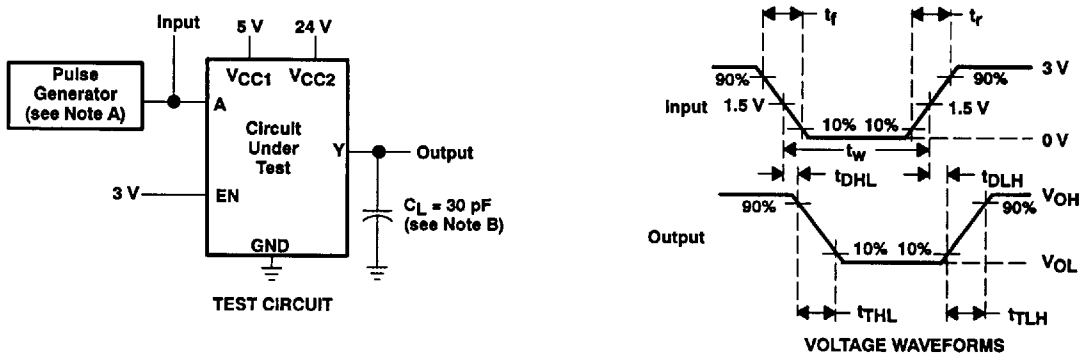 Input
5 V
24 V
Pulse
Generator
(see Note A)
VCC1
VCC2
A
Circuit
Under
Test
Y
Output
3 V
EN
CL = 30 pF
(see Note B)
GND
TEST CIRCUIT
tf
tr
3 V
90%
90%
Input
1.5 V
1.5 V
10%
10%
0 V
tw
tDHL
tDLH
VOH
90%
90%
Output
10%
10%
VOL
tTHL
tTLH
VOLTAGE WAVEFORMS